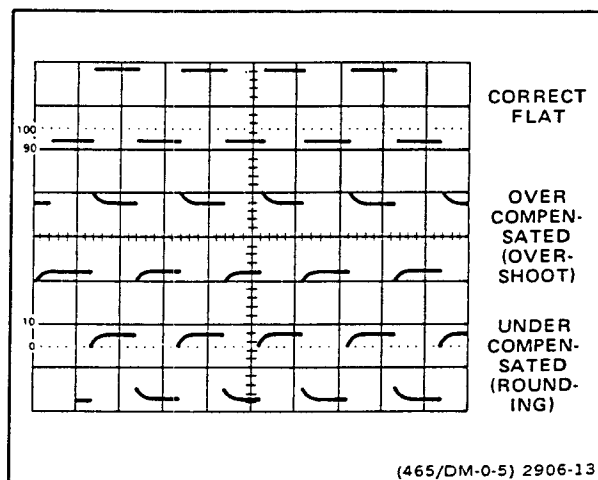 CORRECT
FLAT
100
90
OVER
COMPEN-
SATED
(OVER-
SHOOT)
10
0
UNDER
COMPEN-
SATED
(ROUND-
ING)
(465/DM-0-5) 2906-13